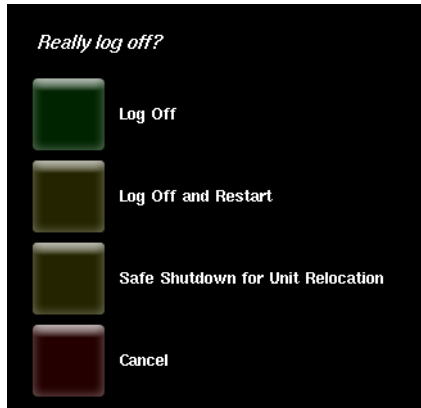 Really log off?
Log Off
Log Off and Restart
Safe Shutdown for Unit Relocation
Cancel